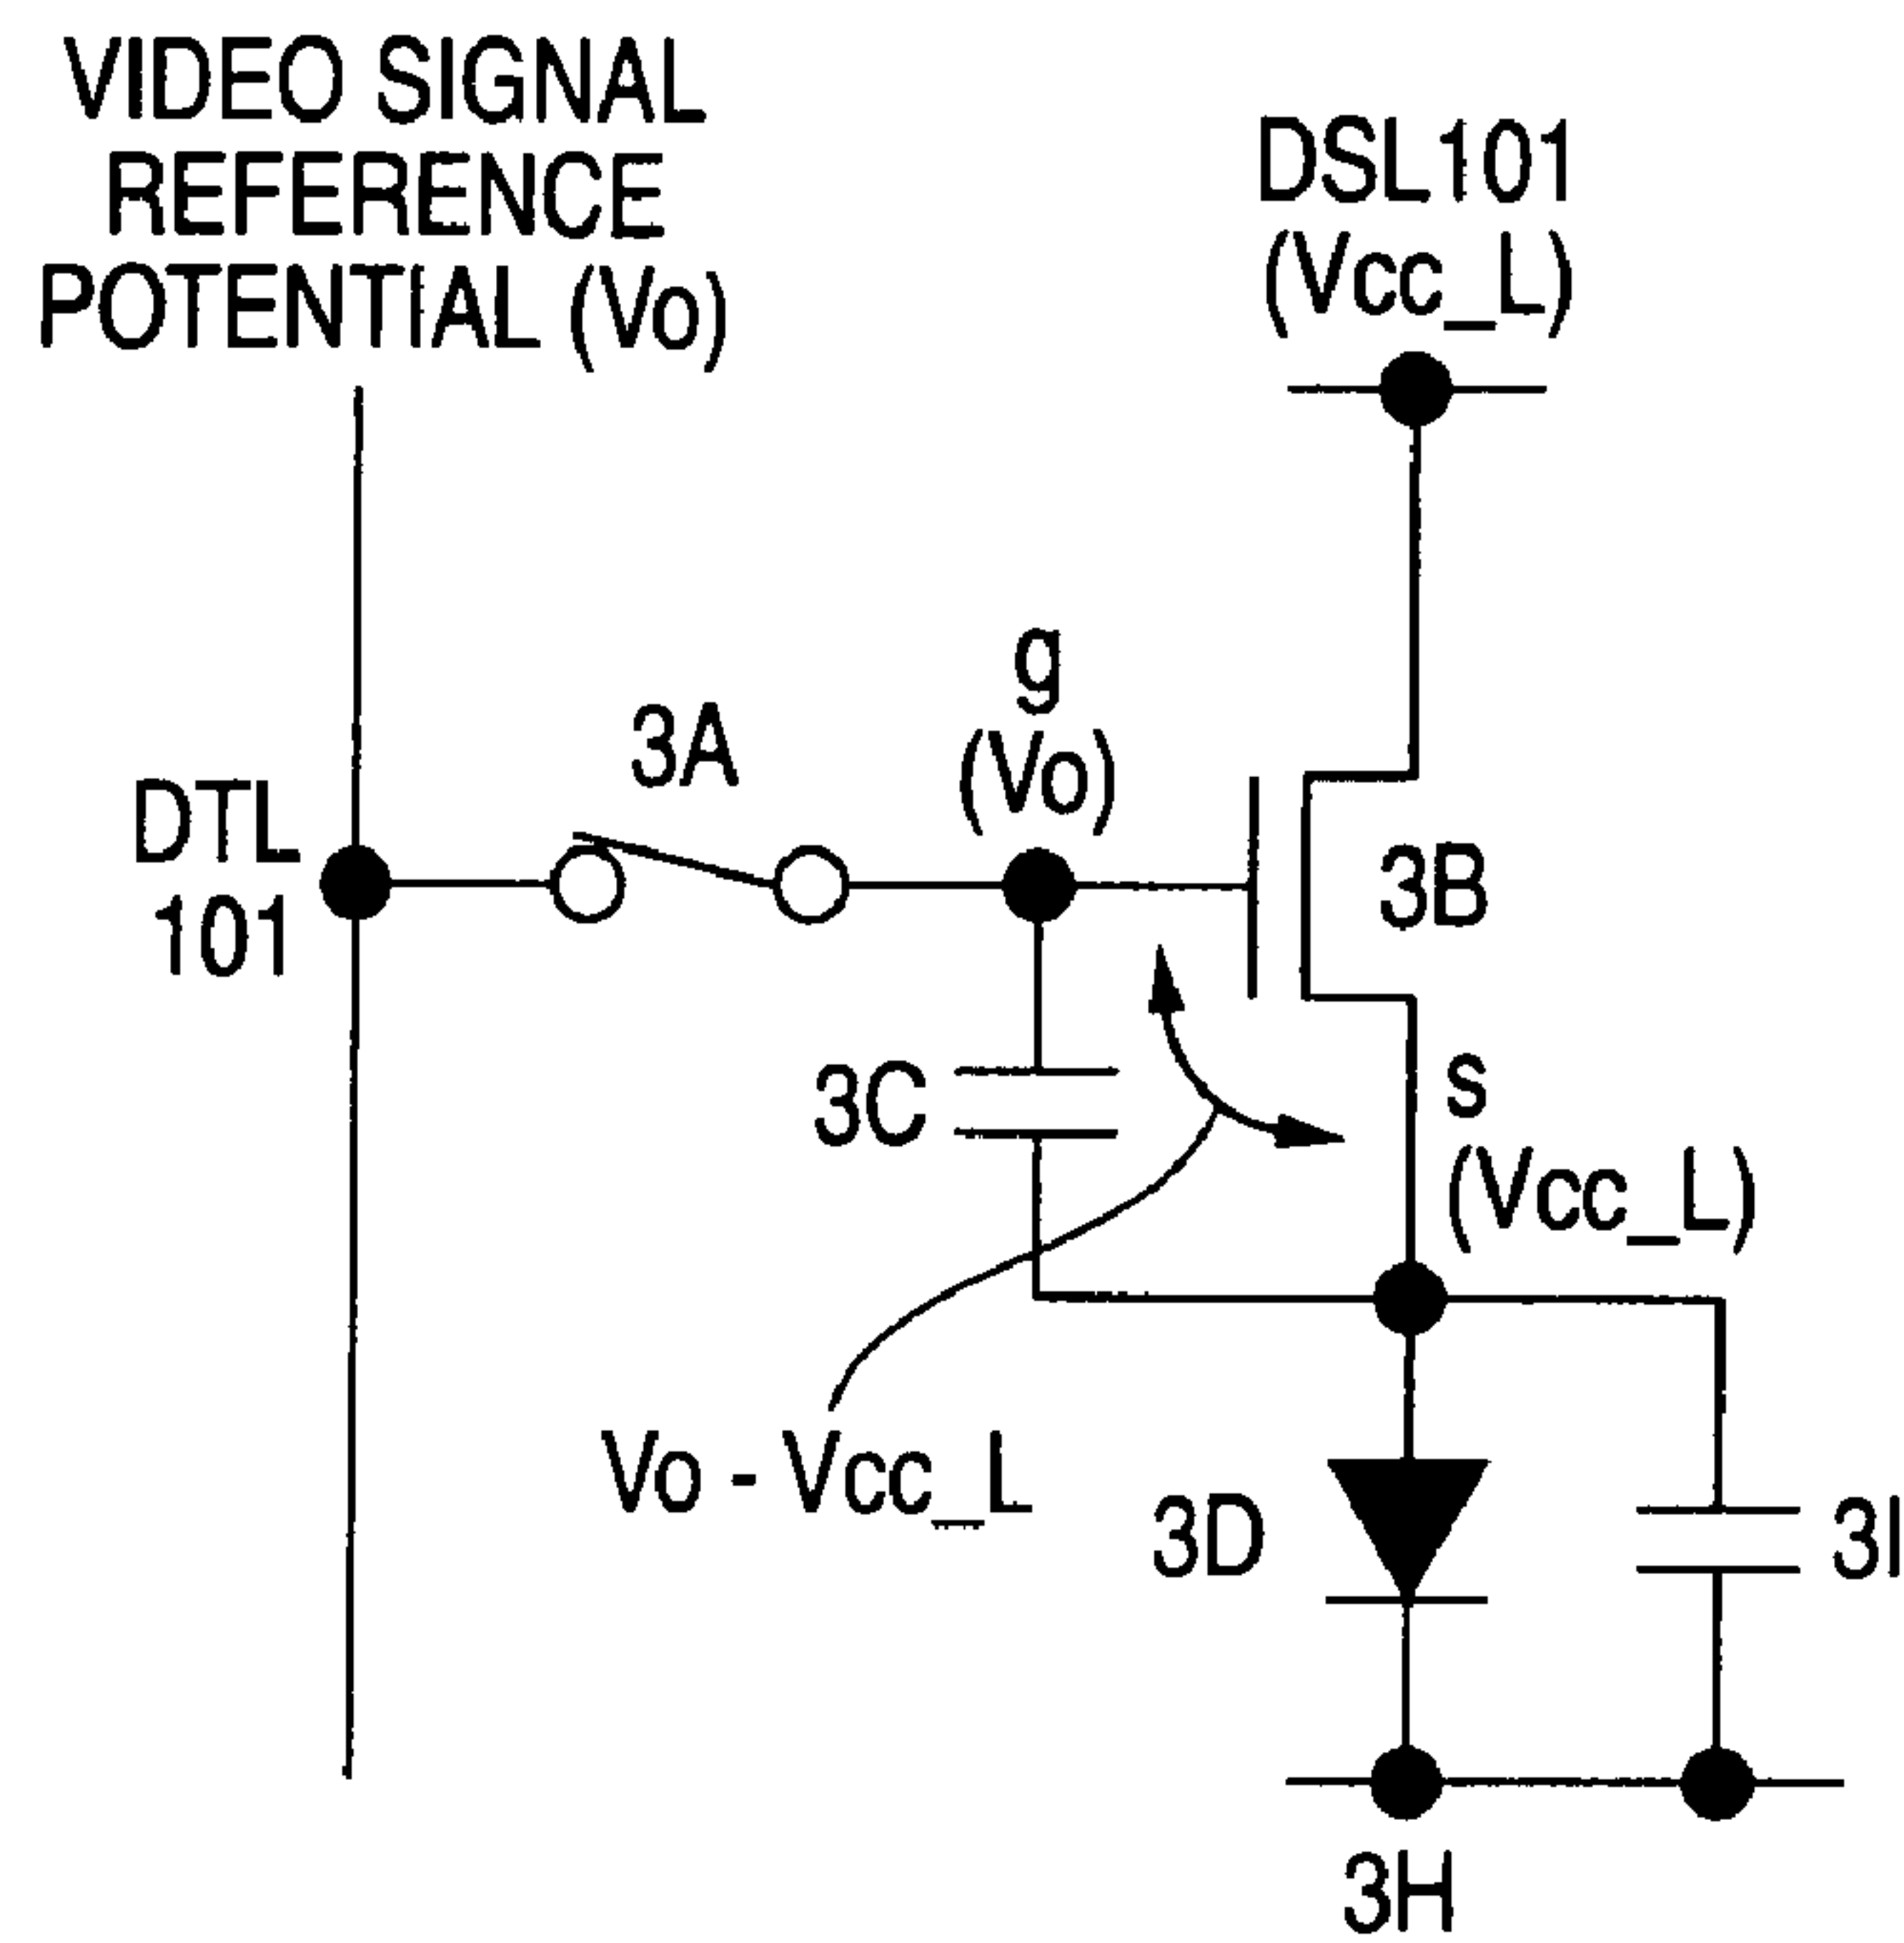 VIDEO SIGNAL
REFERENCE
POTENTIAL (Vo)
DSL101
(Vcc_L)
g
(Vo)
3A
DTL
101
3B
3C
s
(Vcc_L)
Vo - Vcc_L
3D
3I
3H